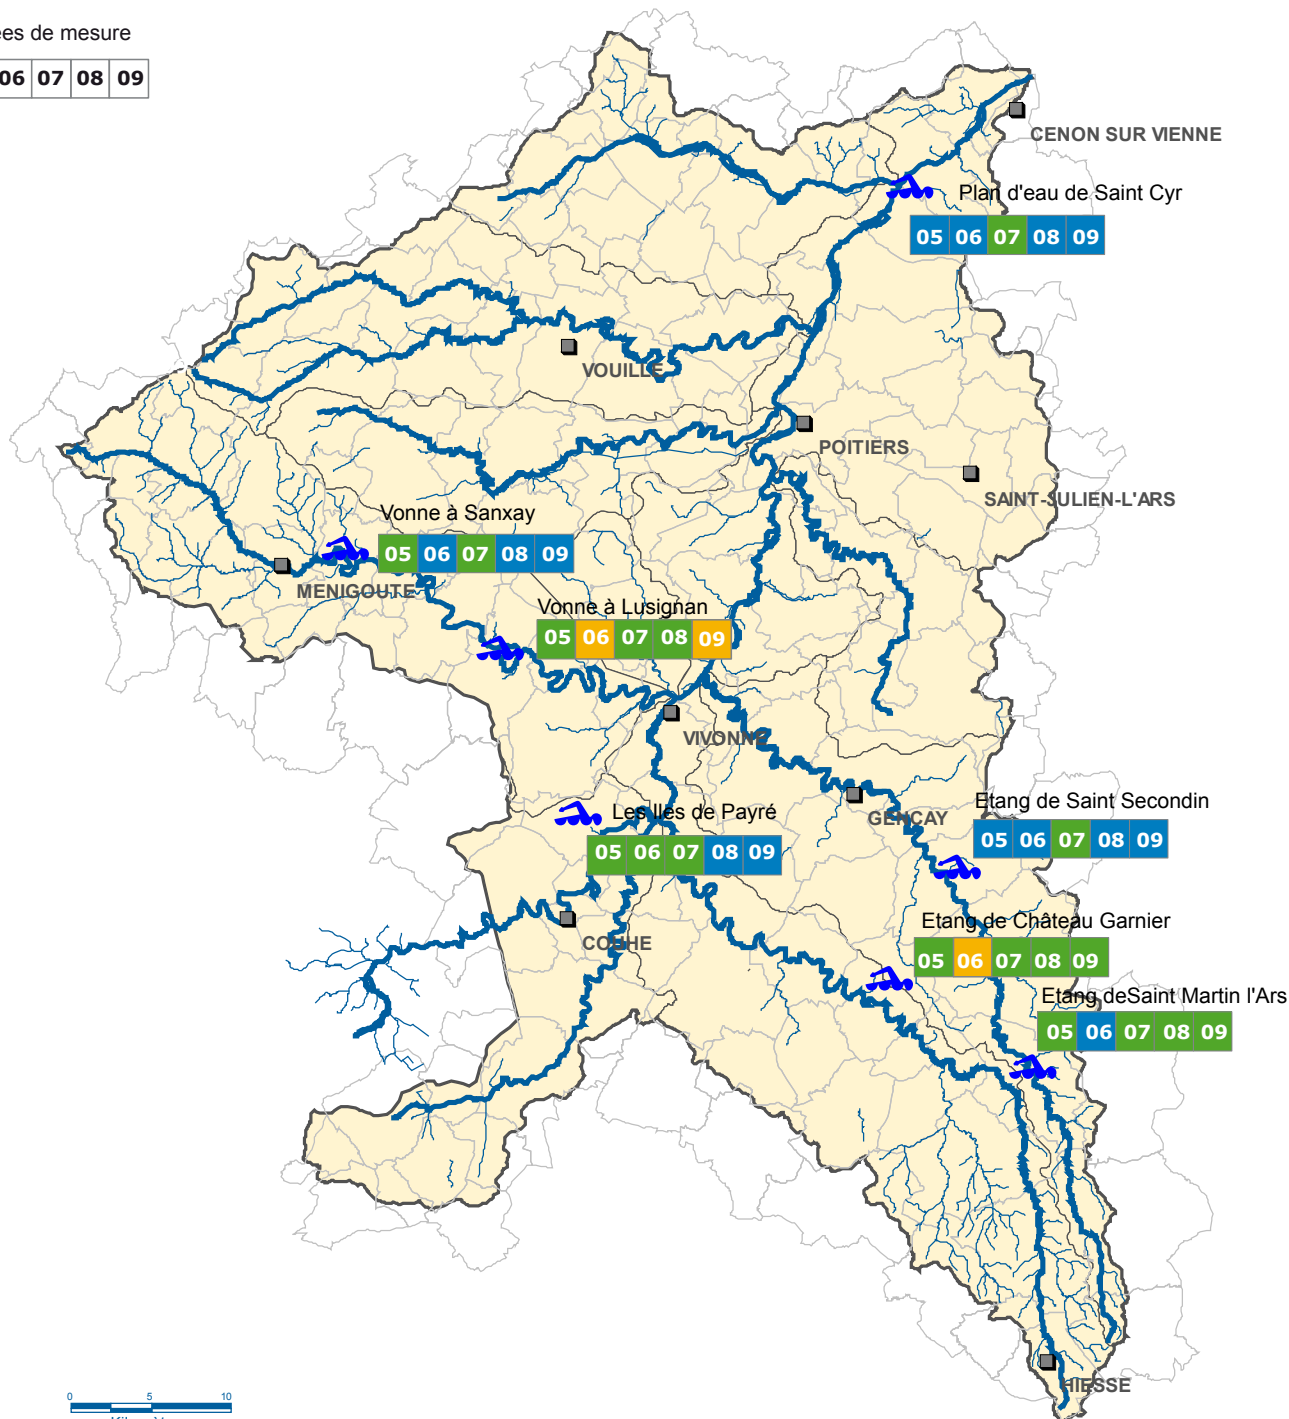 de mesure
06 07 08 09
CENON SUR VIENNE
Plan d'eau de Saint Cyr
05 06 07 08 09
VOUILLE
POITIERS
SAINT-JULIEN-L'ARS
Vonne à Sanxay
05 06 07 08 09
MENIGOUTE
Vonne à Lusignan
05 06 07 08 09
VIVONNE
Les Iles de Payré
05 06 07 08 09
GENCAY
Etang de Saint Secondin
05 06 07 08 09
COUHE
Etang de Château Garnier
05 06 07 08 09
Etang deSaint Martin l'Ars
05 06 07 08 09
HIESSE
0 5 10